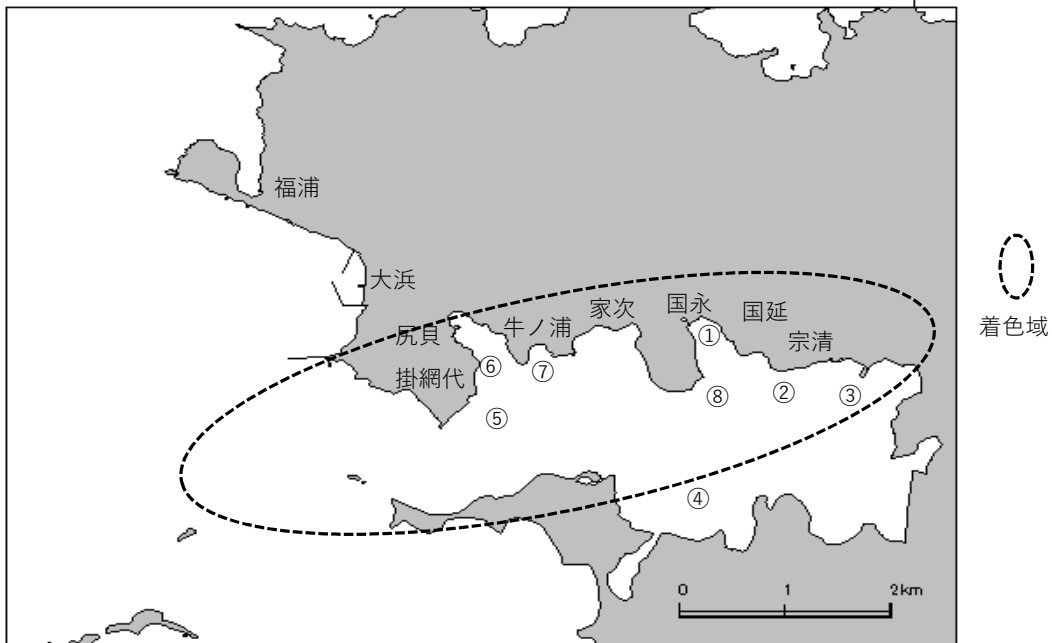 福浦
大浜
家次
国永
国延
牛ノ浦
尻貝
宗清
掛網代
①
⑥
⑦
②
③
⑧
⑤
④
着色域
0 1 2km